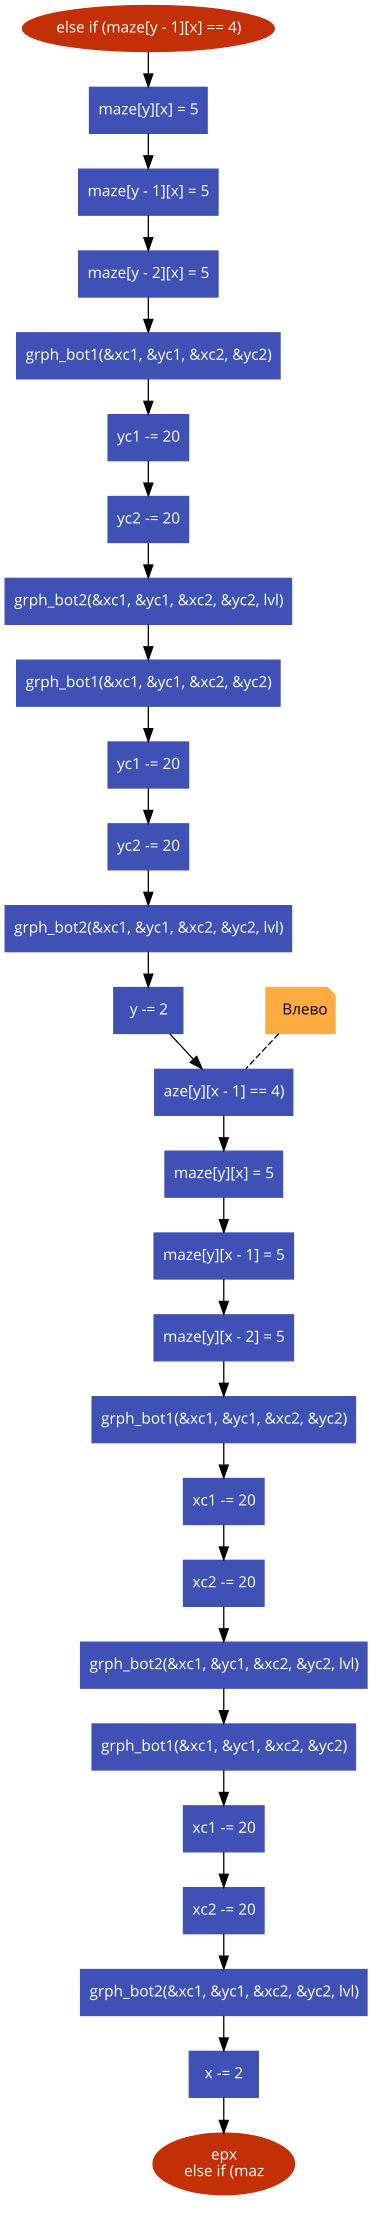 else if (maze[y - 1][x] == 4)
maze[y][x] = 5
maze[y - 1][x] = 5
maze[y - 2][x] = 5
grph_bot1(&xc1, &yc1, &xc2, &yc2)
yc1 -= 20
yc2 -= 20
grph_bot2(&xc1, &yc1, &xc2, &yc2, lvl)
grph_bot1(&xc1, &yc1, &xc2, &yc2)
yc1 -= 20
yc2 -= 20
grph_bot2(&xc1, &yc1, &xc2, &yc2, lvl)
y -= 2
Влево
aze[y][x - 1] == 4)
maze[y][x] = 5
maze[y][x - 1] = 5
maze[y][x - 2] = 5
grph_bot1(&xc1, &yc1, &xc2, &yc2)
xc1 -= 20
xc2 -= 20
grph_bot2(&xc1, &yc1, &xc2, &yc2, lvl)
grph_bot1(&xc1, &yc1, &xc2, &yc2)
xc1 -= 20
xc2 -= 20
grph_bot2(&xc1, &yc1, &xc2, &yc2, lvl)
x -= 2
epx
else if (maz